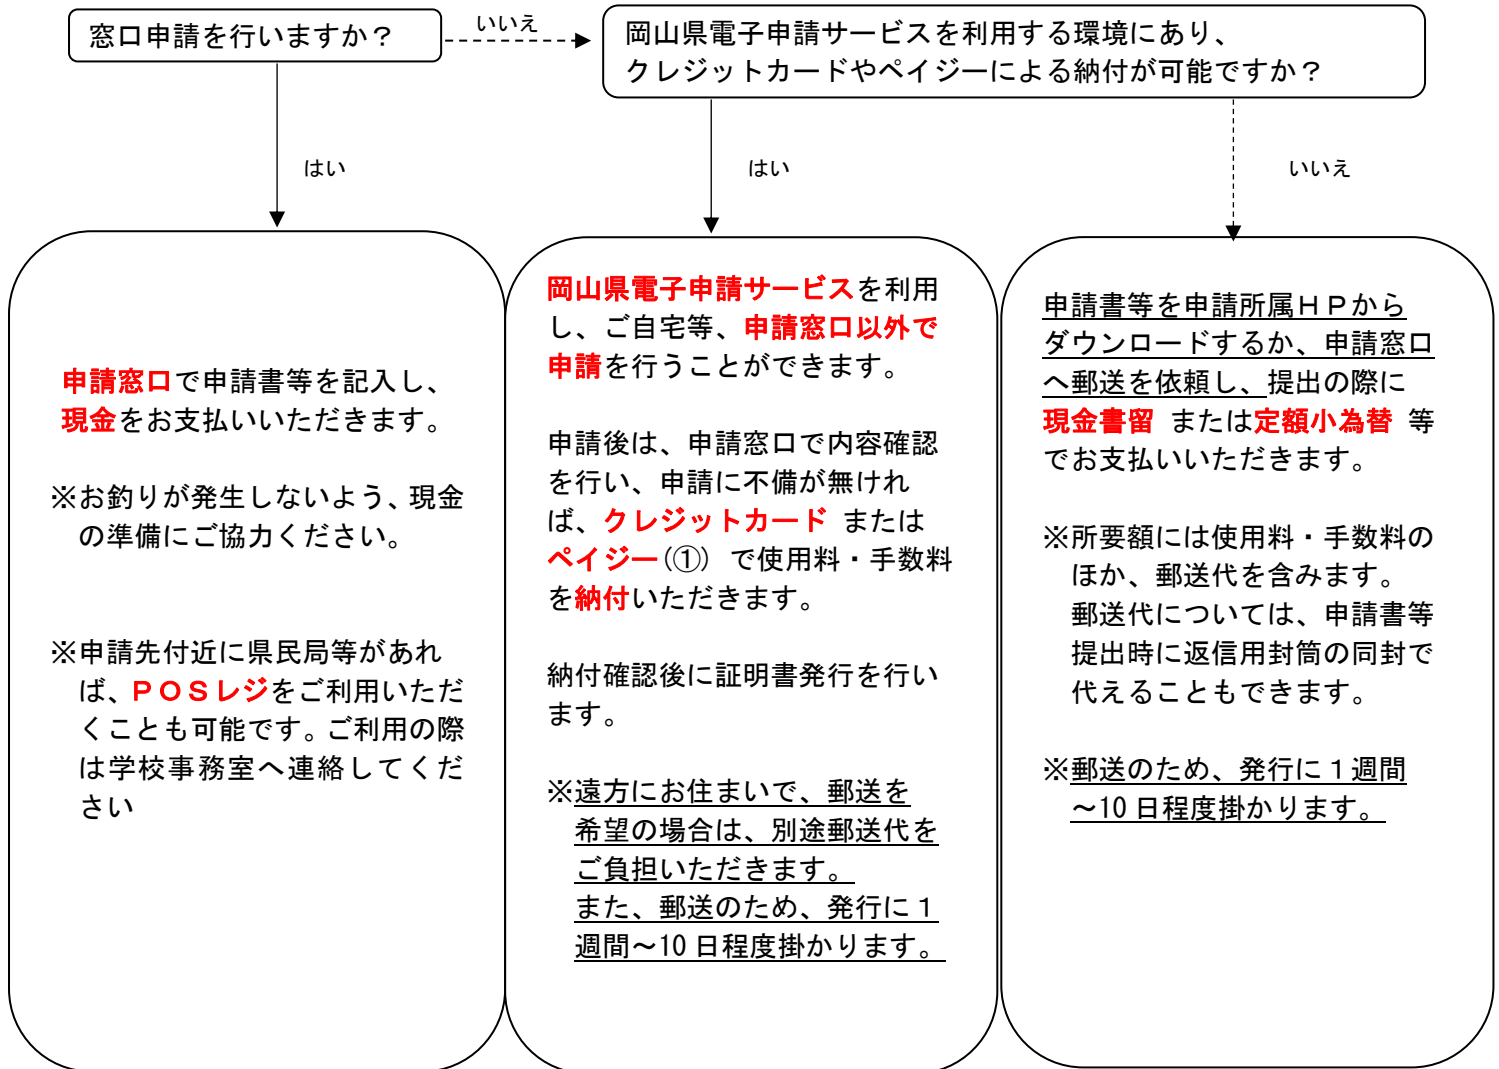 窓口申請を行いますか？
いいえ
岡山県電子申請サービスを利用する環境にあり、
クレジットカードやペイジーによる納付が可能ですか？
はい
はい
いいえ
申請窓口で申請書等を記入し、
現金をお支払いいただきます。
※お釣りが発生しないよう、現金
の準備にご協力ください。
※申請先付近に県民局等があれ
ば、ＰＯＳレジをご利用いただ
くことも可能です。ご利用の際
は学校事務室へ連絡してくだ
さい
岡山県電子申請サービスを利用
し、ご自宅等、申請窓口以外で
申請を行うことができます。
申請後は、申請窓口で内容確認
を行い、申請に不備が無けれ
ば、クレジットカード または
ペイジー(①) で使用料・手数料
を納付いただきます。
納付確認後に証明書発行を行い
ます。
※遠方にお住まいで、郵送を
希望の場合は、別途郵送代を
ご負担いただきます。
また、郵送のため、発行に１
週間～10 日程度掛かります。
申請書等を申請所属ＨＰから
ダウンロードするか、申請窓口
へ郵送を依頼し、提出の際に
現金書留 または定額小為替 等
でお支払いいただきます。
※所要額には使用料・手数料の
ほか、郵送代を含みます。
郵送代については、申請書等
提出時に返信用封筒の同封で
代えることもできます。
※郵送のため、発行に１週間
～10 日程度掛かります。